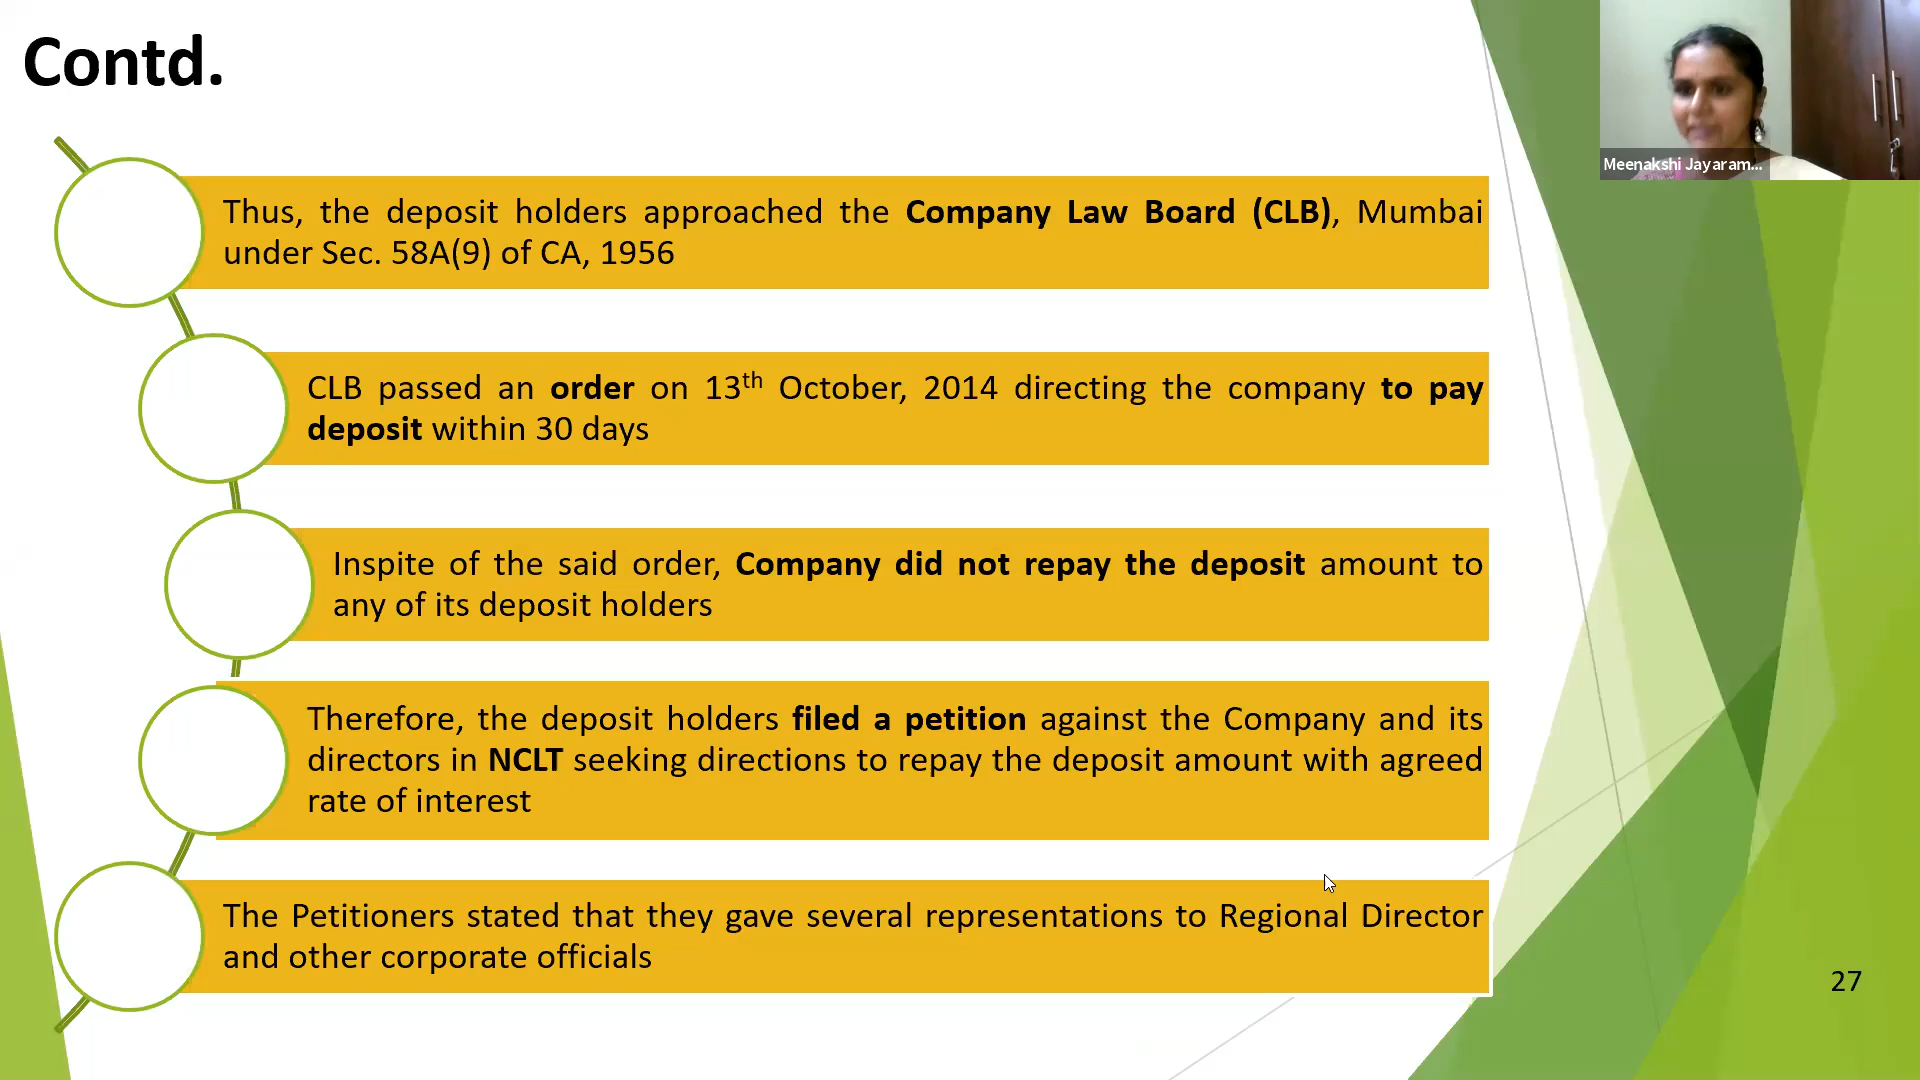 Contd.
Meenakshi Jayaram...
Thus, the deposit holders approached the Company Law Board (CLB), Mumbai
under Sec. 58A(9) of CA, 1956
CLB passed an order on 13th October, 2014 directing the company to pay
deposit within 30 days
Inspite of the said order, Company did not repay the deposit amount to
any of its deposit holders
Therefore, the deposit holders filed a petition against the Company and its
directors in NCLT seeking directions to repay the deposit amount with agreed
rate of interest
The Petitioners stated that they gave several representations to Regional Director
and other corporate officials
27